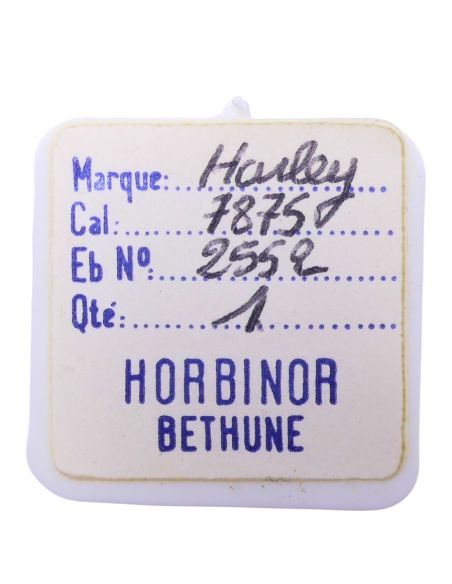 Marque: Harley
Cal: 7875
Eb Nº: 2552
Qté: 1
HORBINOR
BETHUNE